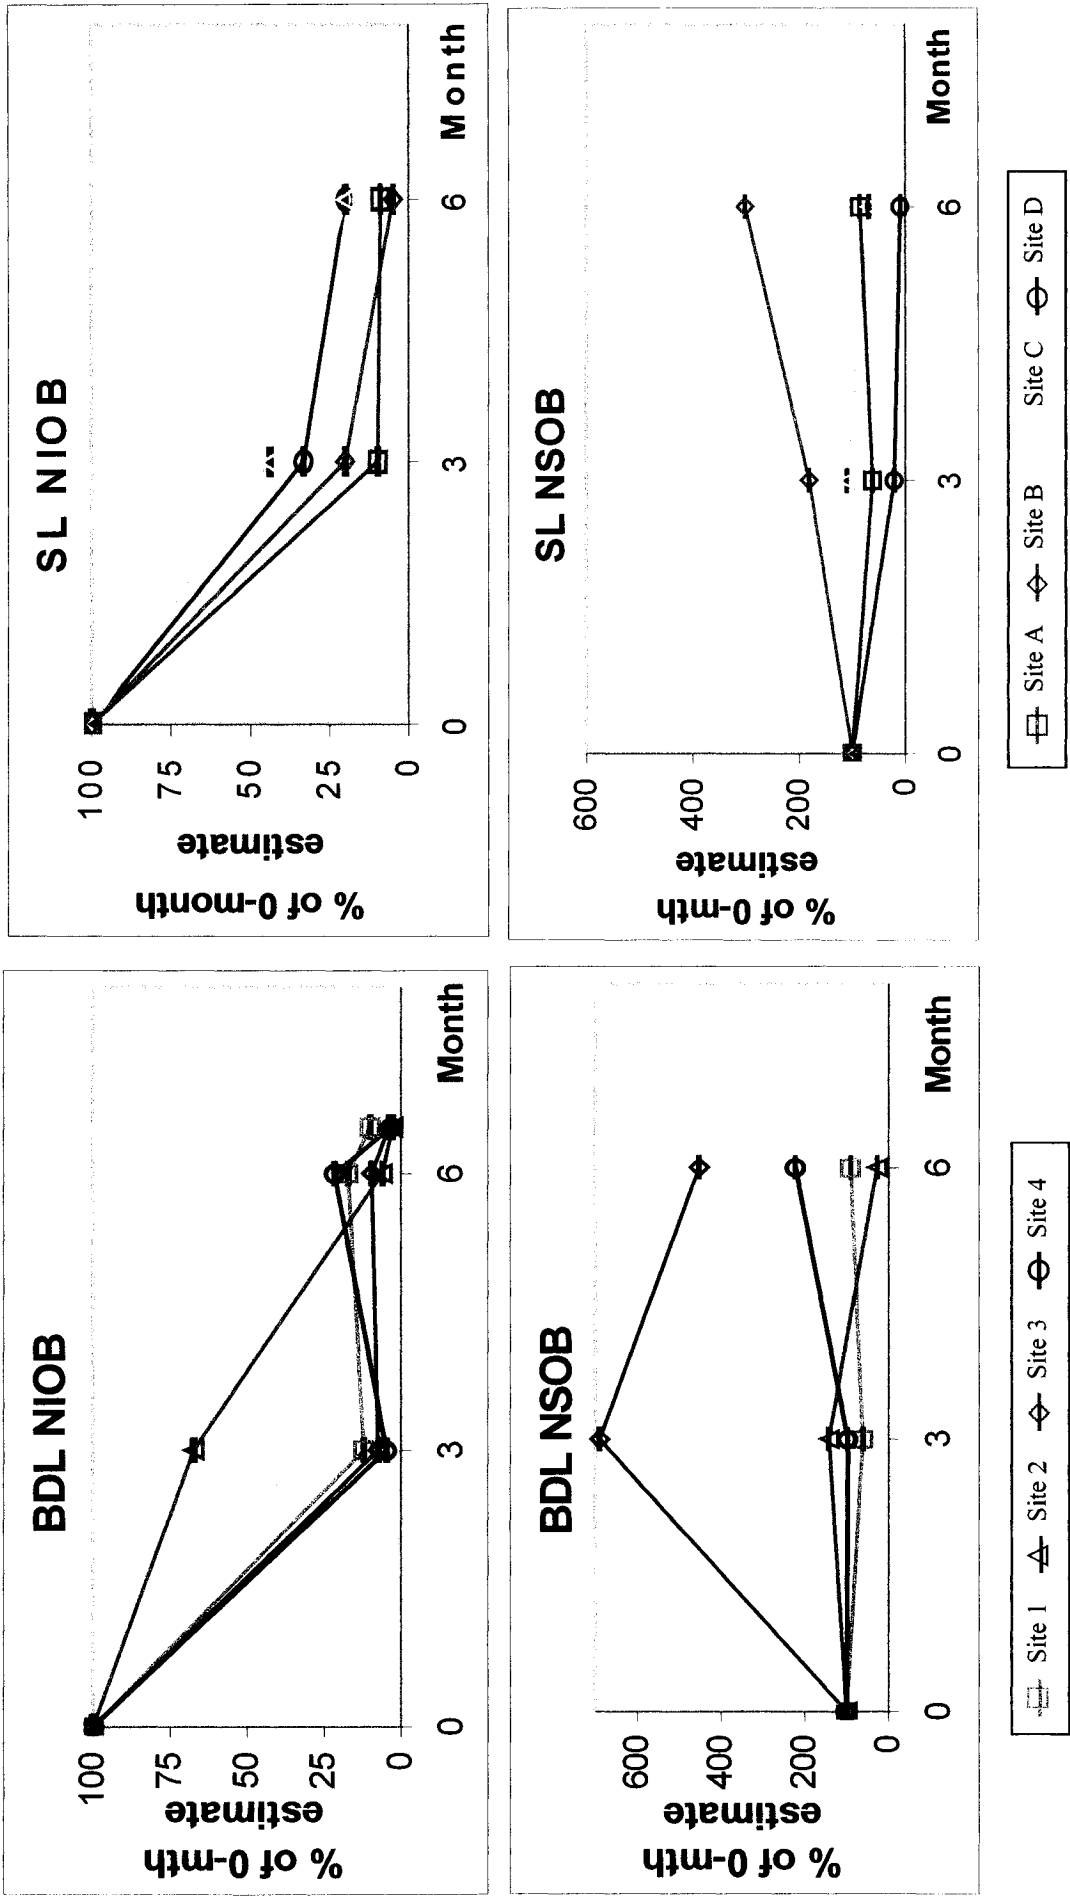 BDL NIOB
% of 0-mth
estimate
100
75
50
25
0
0
3
6
Month
SL NIOB
% of 0-month
estimate
100
75
50
25
0
0
3
6
Month
BDL NSOB
% of 0-mth
estimate
600
400
200
0
0
3
6
Month
SL NSOB
% of 0-mth
estimate
600
400
200
0
0
3
6
Month
Site 1 Site 2 Site 3 Site 4
Site A Site B Site C Site D